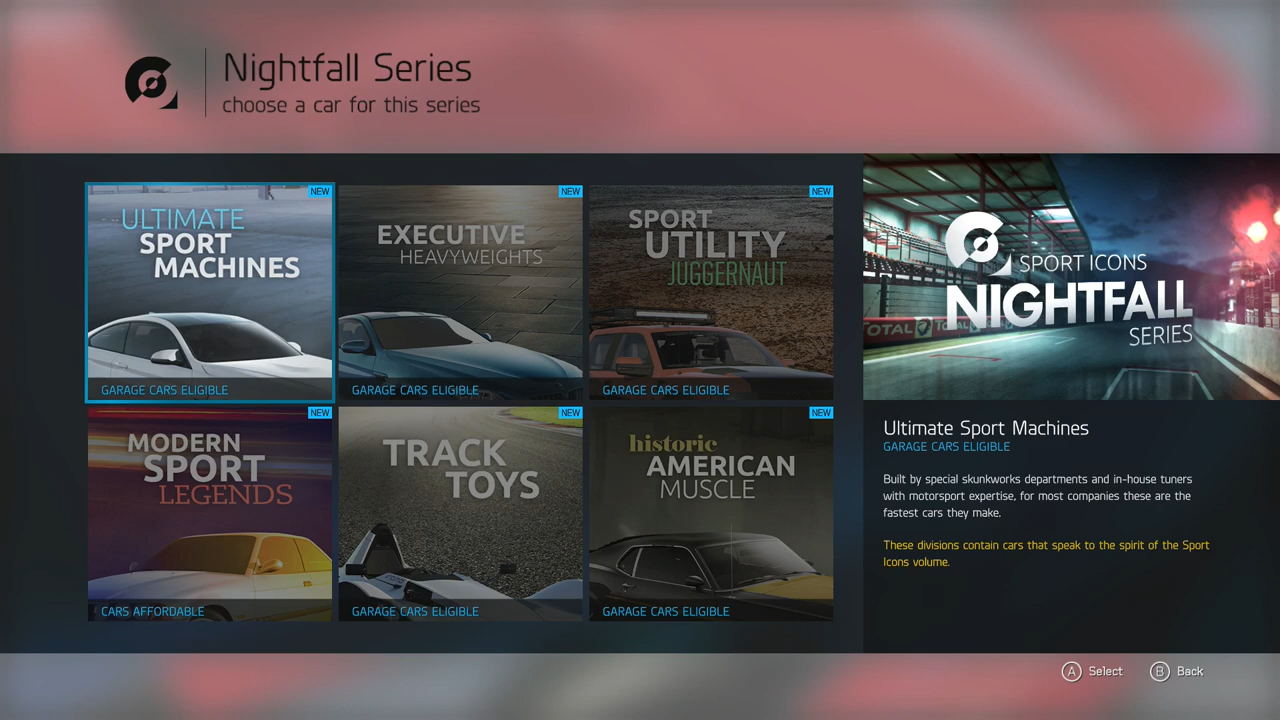 Nightfall Series
choose a car for this series
NEW
ULTIMATE
SPORT
MACHINES
GARAGE CARS ELIGIBLE
NEW
EXECUTIVE
HEAVYWEIGHTS
GARAGE CARS ELIGIBLE
NEW
SPORT
UTILITY
JUGGERNAUT
GARAGE CARS ELIGIBLE
NEW
MODERN
SPORT
LEGENDS
CARS AFFORDABLE
NEW
TRACK
TOYS
GARAGE CARS ELIGIBLE
NEW
historic
AMERICAN
MUSCLE
GARAGE CARS ELIGIBLE
SPORT ICONS
NIGHTFALL
SERIES
TOTAL
TOTAL
Ultimate Sport Machines
GARAGE CARS ELIGIBLE
Built by special skunkworks departments and in-house tuners
with motorsport expertise, for most companies these are the
fastest cars they make.
These divisions contain cars that speak to the spirit of the Sport
Icons volume.
A Select
B Back